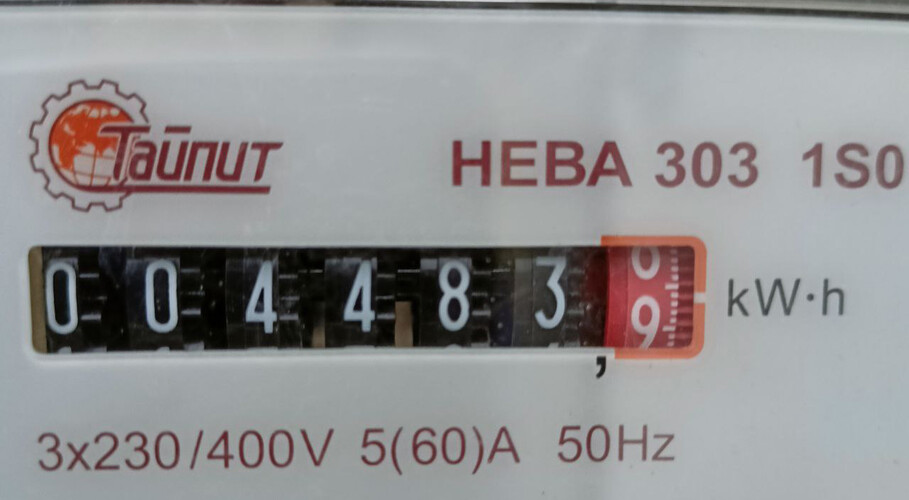 Тайпит
НЕВА 303 1S0
004483,9 kW·h
3x230/400V 5(60)A 50Hz